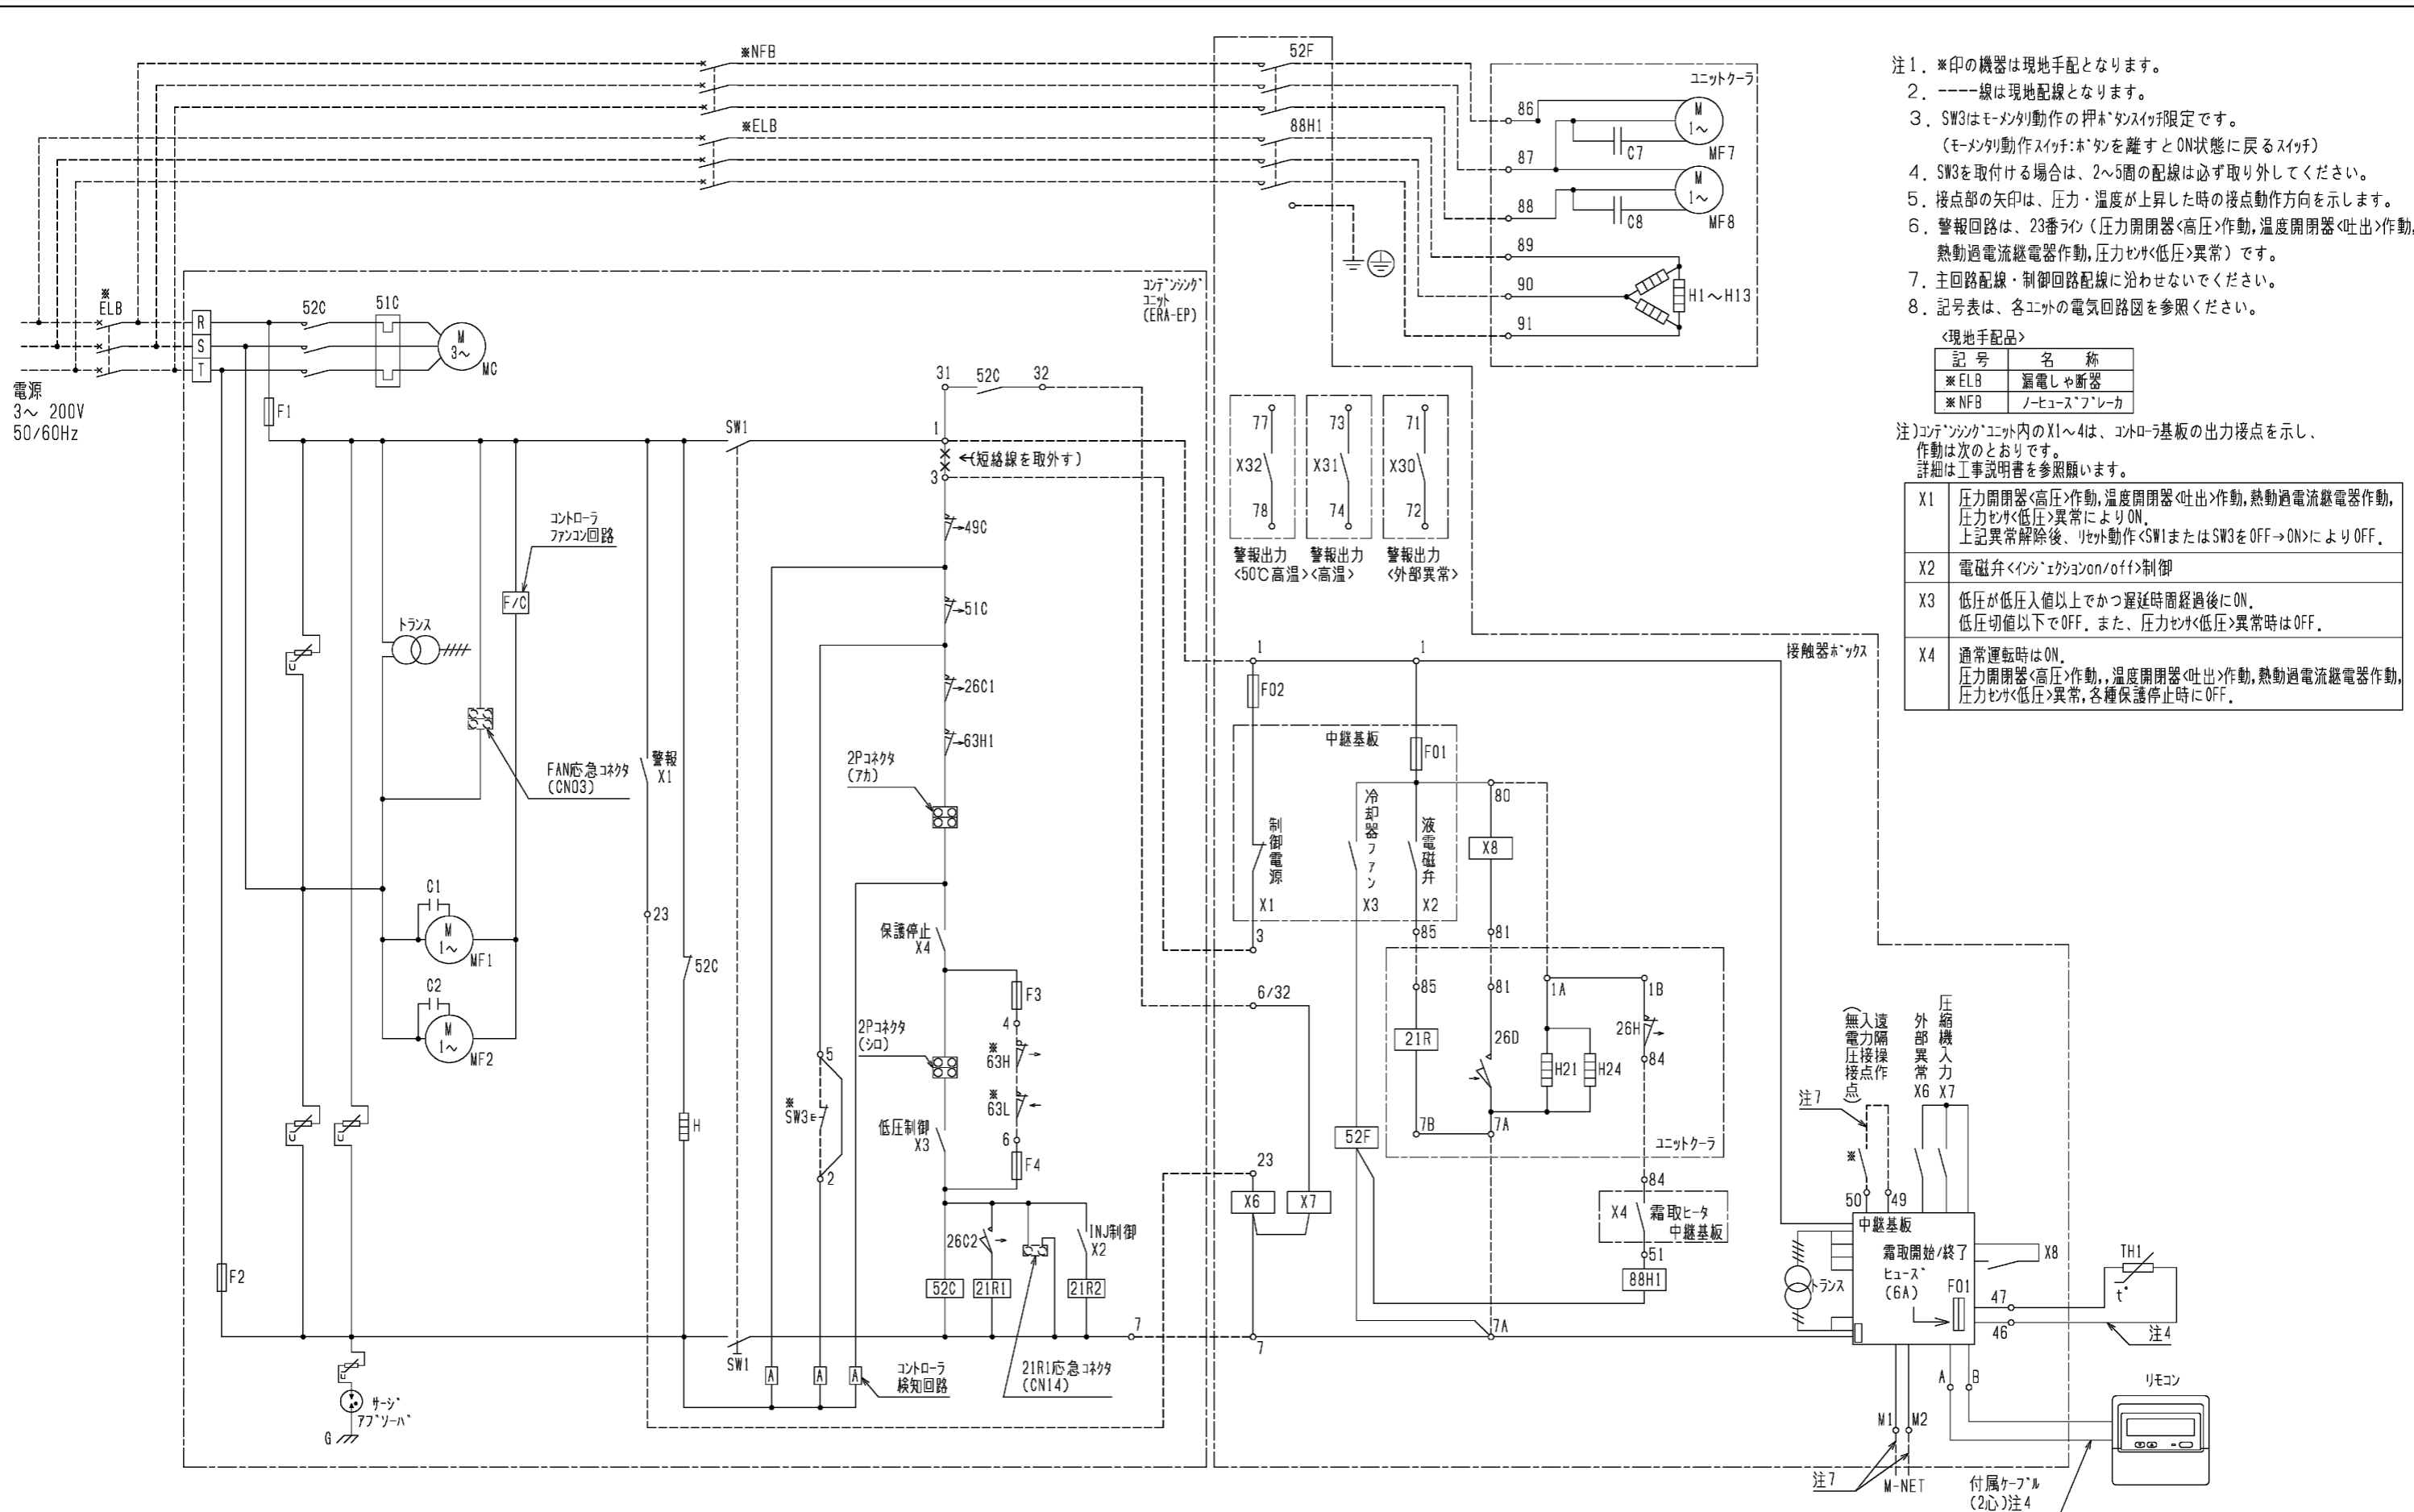 ※NFB
52F
※ELB
88H1
ユニットクーラ
86
M
1～
C7
MF7
87
M
1～
88
C8
MF8
89
90
H1～H13
91
注1．※印の機器は現地手配となります。
2．----線は現地配線となります。
3．SW3はモーメンタリ動作の押ボタンスイッチ限定です。
（モーメンタリ動作スイッチ:ボタンを離すとON状態に戻るスイッチ）
4．SW3を取付ける場合は、2～5間の配線は必ず取り外してください。
5．接点部の矢印は、圧力・温度が上昇した時の接点動作方向を示します。
6．警報回路は、23番ライン（圧力開閉器<高圧>作動,温度開閉器<吐出>作動,
熱動過電流継電器作動,圧力センサ<低圧>異常）です。
7．主回路配線・制御回路配線に沿わせないでください。
8．記号表は、各ユニットの電気回路図を参照ください。
<現地手配品>
記号 名称
※ELB 漏電しゃ断器
※NFB ノーヒューズブレーカ
注)コンデンシングユニット内のX1～4は、コントローラ基板の出力接点を示し、
作動は次のとおりです。
詳細は工事説明書を参照願います。
X1 圧力開閉器<高圧>作動,温度開閉器<吐出>作動,熱動過電流継電器作動,
圧力センサ<低圧>異常によりON.
上記異常解除後、リセット動作<SW1またはSW3をOFF→ON>によりOFF.
X2 電磁弁<インジェクションon/off>制御
X3 低圧が低圧入値以上でかつ遅延時間経過後にON.
低圧切値以下でOFF. また、圧力センサ<低圧>異常時はOFF.
X4 通常運転時はON.
圧力開閉器<高圧>作動,,温度開閉器<吐出>作動,熱動過電流継電器作動,
圧力センサ<低圧>異常,各種保護停止時にOFF.
※
ELB
R
S
T
52C
51C
M
3～
MC
電源
3～ 200V
50/60Hz
コンデンシング
ユニット
(ERA-EP)
31
52C
32
F1
SW1
1
←(短絡線を取外す)
3
49C
51C
26C1
63H1
コントローラ
ファンコン回路
F/C
トランス
FAN応急コネクタ
(CN03)
警報
X1
2Pコネクタ
(アカ)
23
C1
M
1～
MF1
C2
M
1～
MF2
52C
H
保護停止
X4
F3
4
※
63H
※
63L
6
F4
2Pコネクタ
(シロ)
低圧制御
X3
5
※
SW3
2
26C2
INJ制御
X2
52C
21R1
21R2
7
F2
SW1
A
A
A
コントローラ
検知回路
21R1応急コネクタ
(CN14)
サージ
アブソーバ
G
77
X32
78
警報出力
<50℃高温>
73
X31
74
警報出力
<高温>
71
X30
72
警報出力
<外部異常>
接触器ボックス
1
1
F02
中継基板
F01
制御電源
X1
冷却器ファン
X3
液電磁弁
X2
80
X8
3
85
81
6/32
85
81
1A
1B
21R
26D
26H
84
H21
H24
7B
7A
ユニットクーラ
52F
23
X6
X7
84
X4
霜取ヒータ
中継基板
51
88H1
7
7A
遠隔操作
入力接点
(無電圧接点)
外部異常
X6
圧縮機入力
X7
注7
※
50
49
中継基板
霜取開始/終了
ヒューズ
(6A)
F01
X8
トランス
TH1
t°
47
46
注4
A
B
リモコン
M1
M2
注7
M-NET
付属ケーブル
(2心)注4